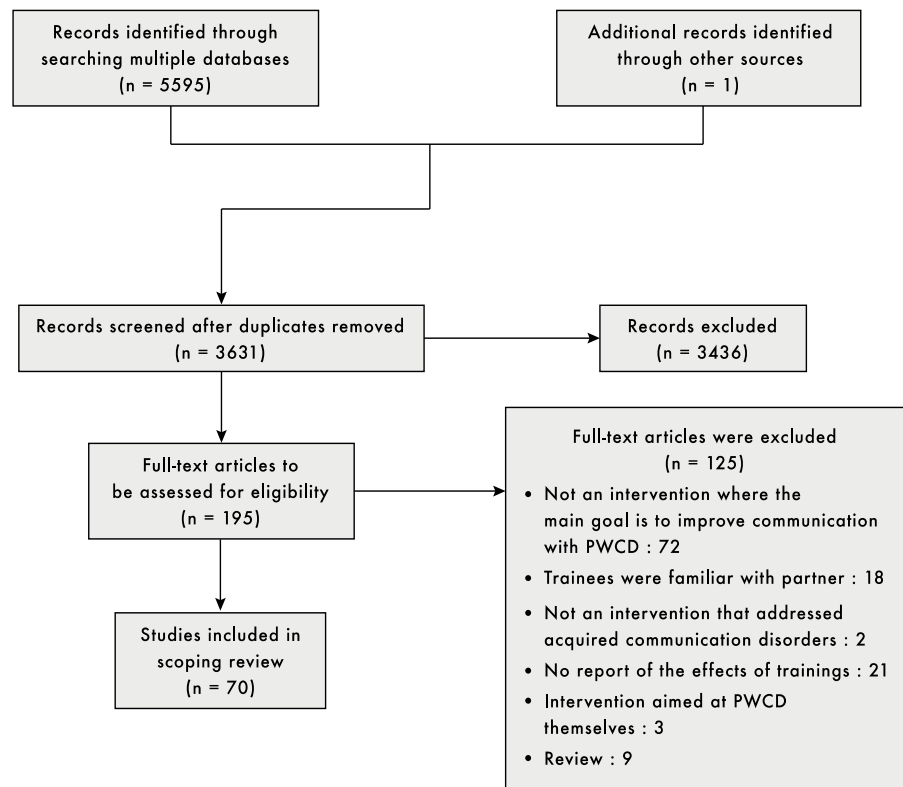 Records identified through
searching multiple databases
(n = 5595)
Additional records identified
through other sources
(n = 1)
Records screened after duplicates removed
(n = 3631)
Records excluded
(n = 3436)
Full-text articles to
be assessed for eligibility
(n = 195)
Full-text articles were excluded
(n = 125)
• Not an intervention where the
main goal is to improve communication
with PWCD : 72
• Trainees were familiar with partner : 18
• Not an intervention that addressed
acquired communication disorders : 2
• No report of the effects of trainings : 21
• Intervention aimed at PWCD
themselves : 3
• Review : 9
Studies included in
scoping review
(n = 70)